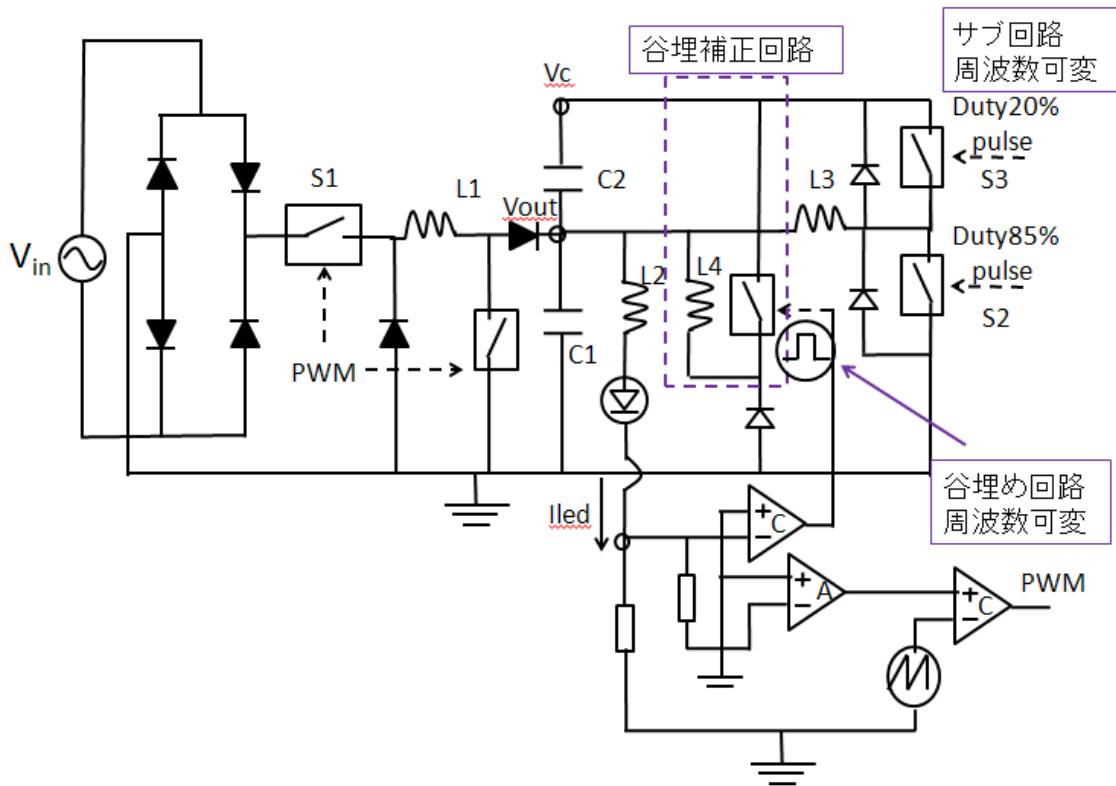 谷埋補正回路
サブ回路
周波数可変
Vc
Duty20%
pulse
S3
S1
L1
C2
L3
Vout
Vin
L2
L4
Duty85%
pulse
S2
C1
PWM
谷埋め回路
周波数可変
Iled
+
C
−
+
A
−
+
C
−
PWM